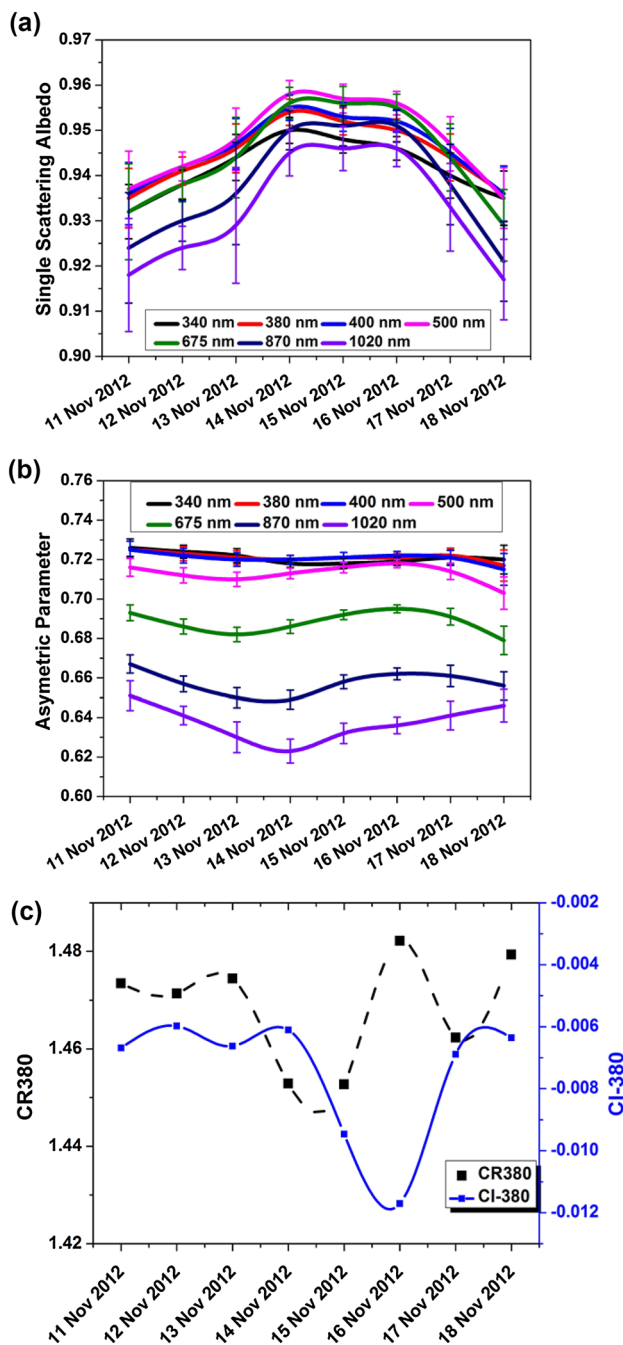 (a)
0.97
0.96
0.95
0.94
0.93
0.92
0.91
0.90
Single Scattering Albedo
340 nm 380 nm 400 nm 500 nm
675 nm 870 nm 1020 nm
11 Nov 2012
12 Nov 2012
13 Nov 2012
14 Nov 2012
15 Nov 2012
16 Nov 2012
17 Nov 2012
18 Nov 2012
(b)
0.76
0.74
0.72
0.70
0.68
0.66
0.64
0.62
0.60
Asymetric Parameter
340 nm 380 nm 400 nm 500 nm
675 nm 870 nm 1020 nm
11 Nov 2012
12 Nov 2012
13 Nov 2012
14 Nov 2012
15 Nov 2012
16 Nov 2012
17 Nov 2012
18 Nov 2012
(c)
1.48
1.46
1.44
1.42
CR380
-0.002
-0.004
-0.006
-0.008
-0.010
-0.012
CI-380
CR380
CI-380
11 Nov 2012
12 Nov 2012
13 Nov 2012
14 Nov 2012
15 Nov 2012
16 Nov 2012
17 Nov 2012
18 Nov 2012